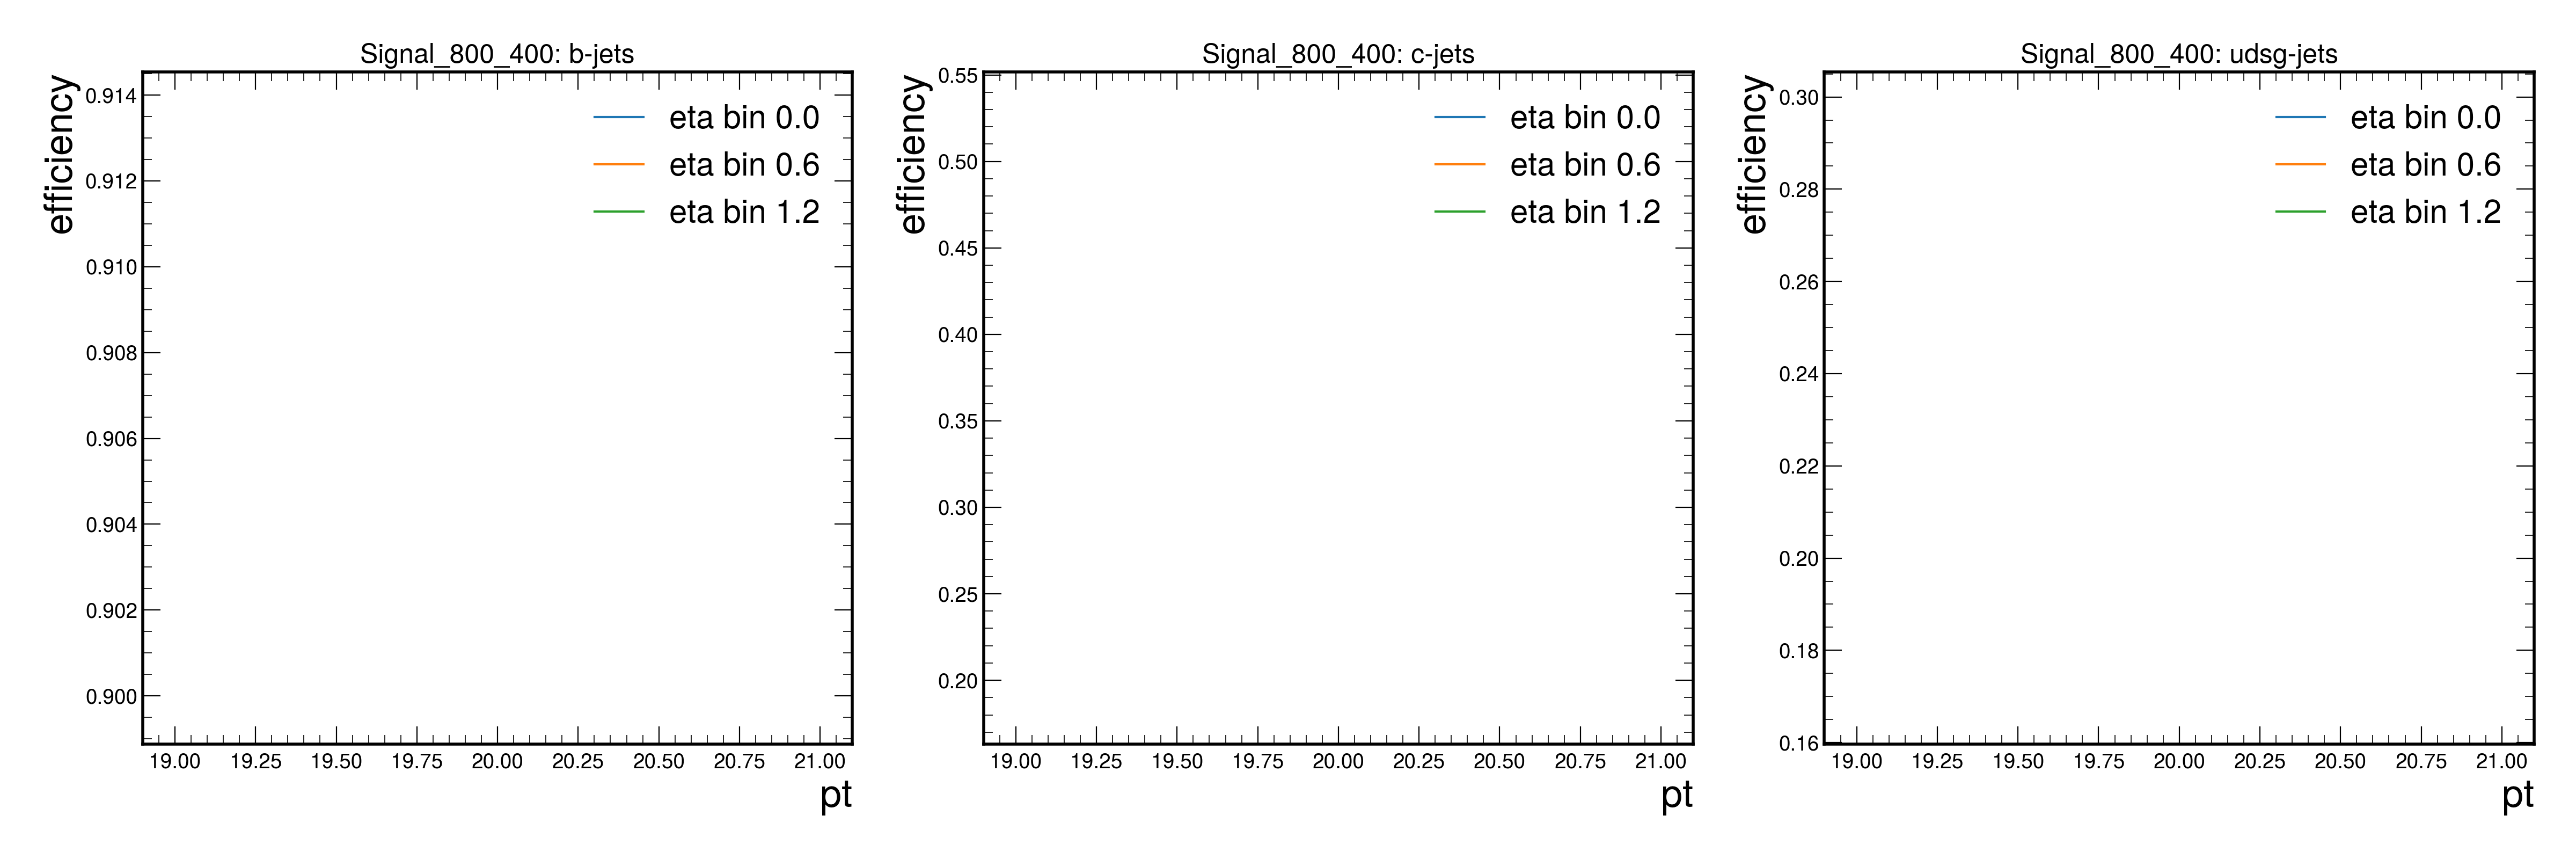 Signal_800_400: b-jets
efficiency
0.914
0.912
0.910
0.908
0.906
0.904
0.902
0.900
eta bin 0.0
eta bin 0.6
eta bin 1.2
19.00 19.25 19.50 19.75 20.00 20.25 20.50 20.75 21.00
pt
Signal_800_400: c-jets
efficiency
0.55
0.50
0.45
0.40
0.35
0.30
0.25
0.20
eta bin 0.0
eta bin 0.6
eta bin 1.2
19.00 19.25 19.50 19.75 20.00 20.25 20.50 20.75 21.00
pt
Signal_800_400: udsg-jets
efficiency
0.30
0.28
0.26
0.24
0.22
0.20
0.18
0.16
eta bin 0.0
eta bin 0.6
eta bin 1.2
19.00 19.25 19.50 19.75 20.00 20.25 20.50 20.75 21.00
pt